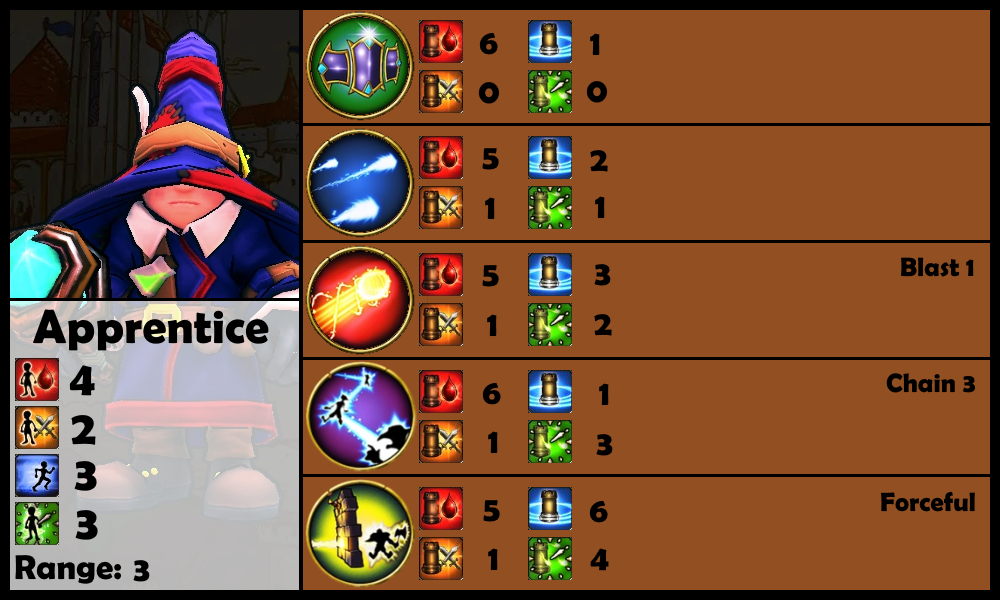 Apprentice
4
2
3
3
Range: 3
6 1
0 0
5 2
1 1
5 3 Blast 1
1 2
6 1 Chain 3
1 3
5 6 Forceful
1 4